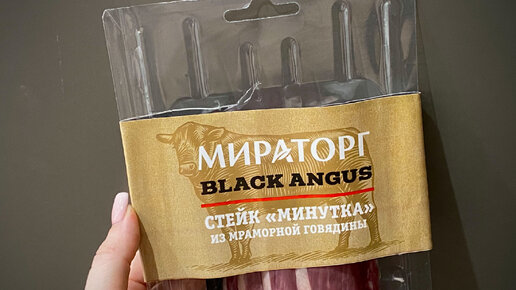 МИРАТОРГ
BLACK ANGUS
СТЕЙК «МИНУТКА»
ИЗ МРАМОРНОЙ ГОВЯДИНЫ